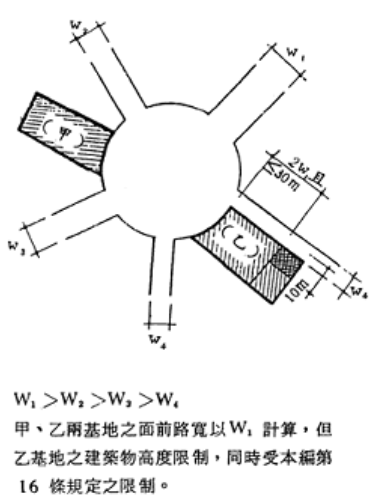 W₂
W₁
(甲)
2W₁且
≦30m
W₃
(乙)
10m
W₄
W₄
W₁>W₂>W₃>W₄
甲、乙兩基地之面前路寬以W₁ 計算,但
乙基地之建築物高度限制,同時受本編第
16 條規定之限制。